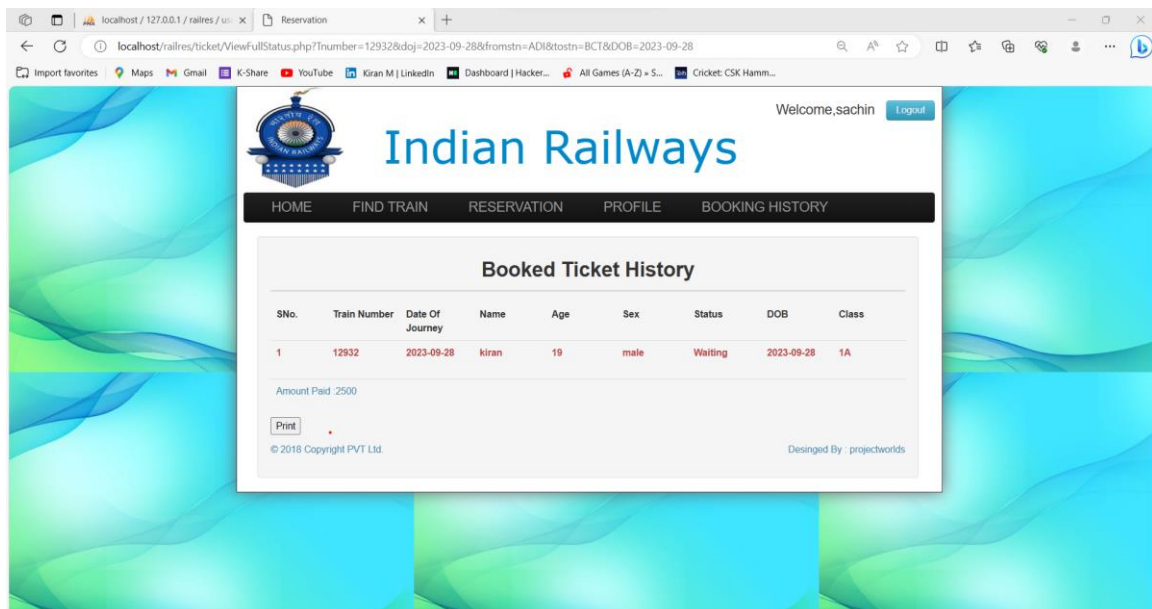 localhost / 127.0.0.1 / railres / us
Reservation
localhost/railres/ticket/ViewFullStatus.php?Tnumber=12932&doj=2023-09-28&fromstn=ADI&tostn=BCT&DOB=2023-09-28
Import favorites Maps Gmail K-Share YouTube Kiran M | LinkedIn Dashboard | Hacker... All Games (A-Z) » S... Cricket: CSK Hamm...
Welcome,sachin Logout
Indian Railways
HOME FIND TRAIN RESERVATION PROFILE BOOKING HISTORY
Booked Ticket History
SNo. Train Number Date Of Journey Name Age Sex Status DOB Class
1 12932 2023-09-28 kiran 19 male Waiting 2023-09-28 1A
Amount Paid :2500
Print
© 2018 Copyright PVT Ltd.
Desinged By : projectworlds